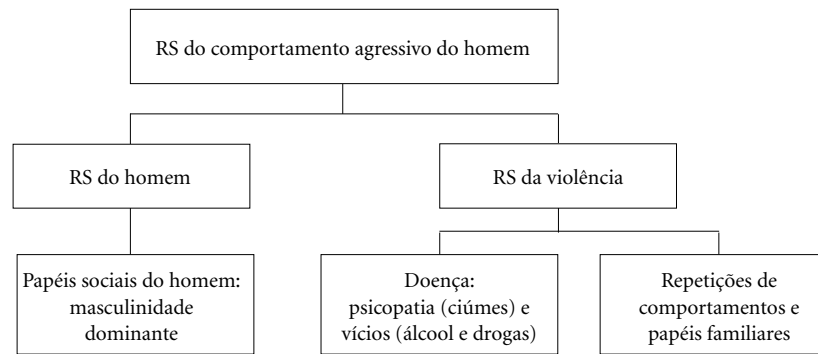 RS do comportamento agressivo do homem
RS do homem
RS da violência
Papéis sociais do homem:
masculinidade
dominante
Doença:
psicopatia (ciúmes) e
vícios (álcool e drogas)
Repetições de
comportamentos e
papéis familiares